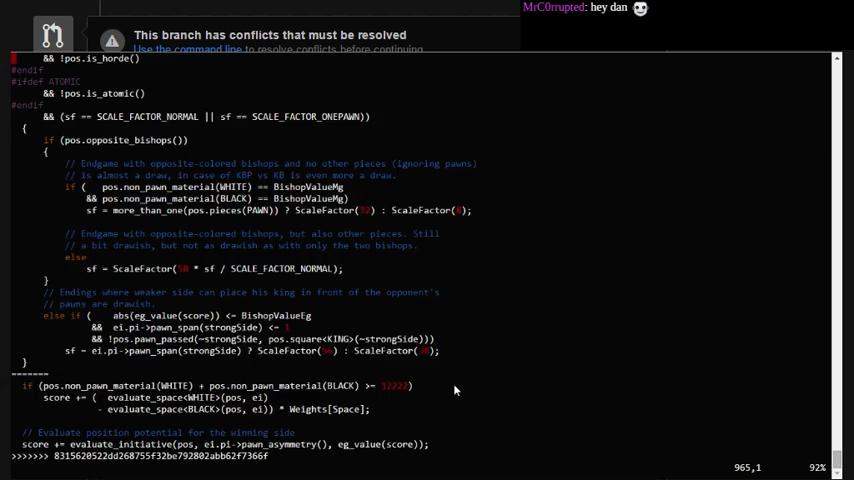 MrC0rrupted: hey dan
This branch has conflicts that must be resolved
Use the command line to resolve conflicts before continuing.
&& !pos.is_horde()
#endif
#ifdef ATOMIC
&& !pos.is_atomic()
#endif
&& (sf == SCALE_FACTOR_NORMAL || sf == SCALE_FACTOR_ONEPAWN))
{
if (pos.opposite_bishops())
{
// Endgame with opposite-colored bishops and no other pieces (ignoring pawns)
// is almost a draw, in case of KBP vs KB is even more a draw.
if (   pos.non_pawn_material(WHITE) == BishopValueMg
&& pos.non_pawn_material(BLACK) == BishopValueMg)
sf = more_than_one(pos.pieces(PAWN)) ? ScaleFactor(32) : ScaleFactor(8);
// Endgame with opposite-colored bishops, but also other pieces. Still
// a bit drawish, but not as drawish as with only the two bishops.
else
sf = ScaleFactor(50 * sf / SCALE_FACTOR_NORMAL);
}
// Endings where weaker side can place his king in front of the opponent's
// pawns are drawish.
else if (    abs(eg_value(score)) <= BishopValueEg
&&  ei.pi->pawn_span(strongSide) <= 1
&& !pos.pawn_passed(~strongSide, pos.square<KING>(~strongSide)))
sf = ei.pi->pawn_span(strongSide) ? ScaleFactor( ) : ScaleFactor( );
}
=======
if (pos.non_pawn_material(WHITE) + pos.non_pawn_material(BLACK) >= 12222)
score += (  evaluate_space<WHITE>(pos, ei)
- evaluate_space<BLACK>(pos, ei)) * Weights[Space];
// Evaluate position potential for the winning side
score += evaluate_initiative(pos, ei.pi->pawn_asymmetry(), eg_value(score));
>>>>>>> 8315620522dd268755f32be792802abb62f7366f
965,1 92%